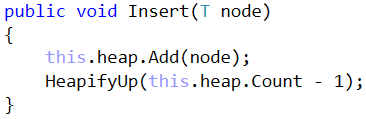 public void Insert(T node)
{
    this.heap.Add(node);
    HeapifyUp(this.heap.Count - 1);
}